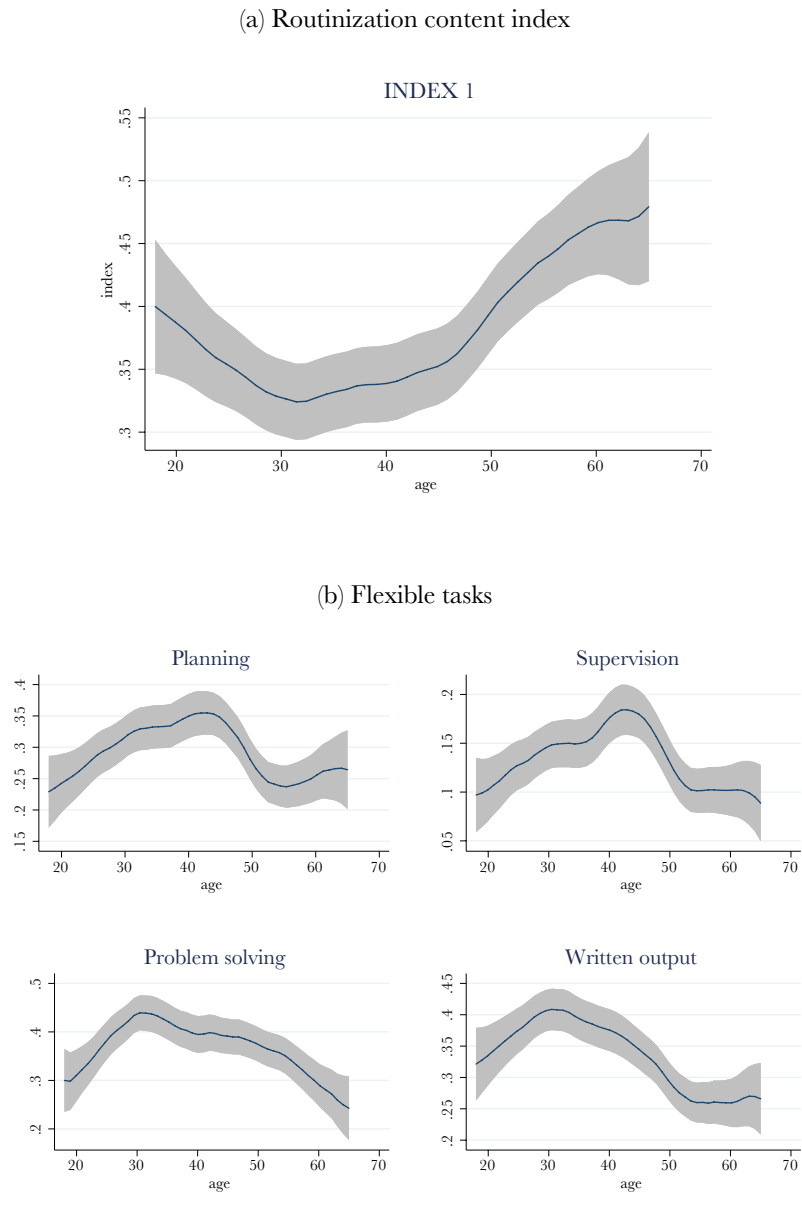 (a) Routinization content index
INDEX 1
.55
.5
.45
.4
.35
.3
index
20 30 40 50 60 70
age
(b) Flexible tasks
Planning
.4
.35
.3
.25
.2
.15
20 30 40 50 60 70
age
Supervision
.2
.15
.1
.05
20 30 40 50 60 70
age
Problem solving
.5
.4
.3
.2
20 30 40 50 60 70
age
Written output
.45
.4
.35
.3
.25
.2
20 30 40 50 60 70
age